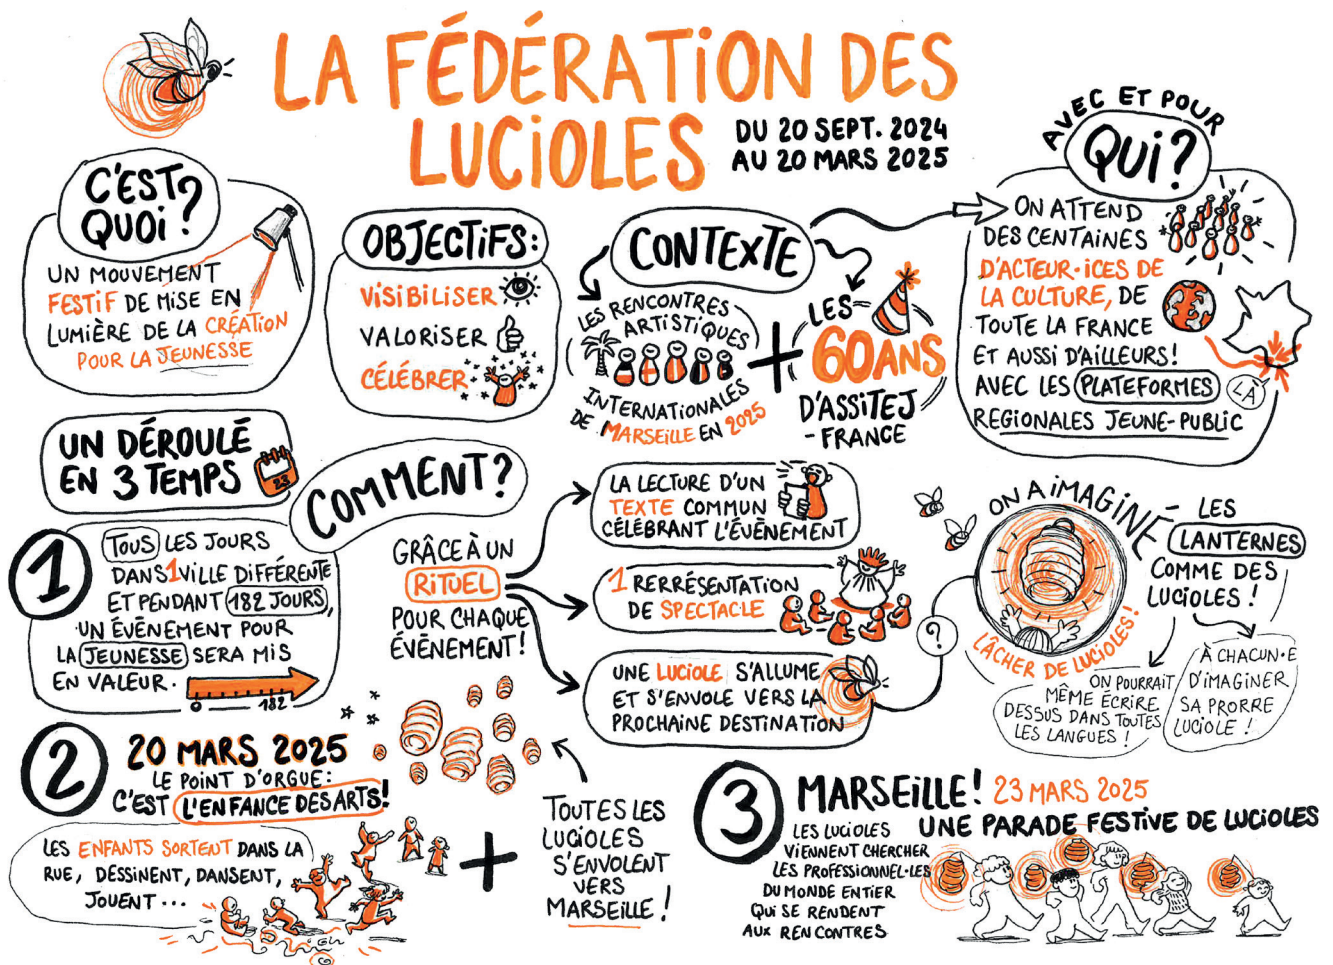 LA FÉDÉRATION DES
LUCIOLES
DU 20 SEPT. 2024
AU 20 MARS 2025
C'EST
QUOI ?
UN MOUVEMENT
FESTIF DE MISE EN
LUMIÈRE DE LA CRÉATION
POUR LA JEUNESSE
OBJECTIFS:
VISIBILISER
VALORISER
CÉLÉBRER
CONTEXTE
LES RENCONTRES
ARTISTIQUES
INTERNATIONALES
DE MARSEILLE EN 2025
+
LES
60 ANS
D'ASSITEJ
-FRANCE
AVEC ET POUR
QUI?
ON ATTEND
DES CENTAINES
D'ACTEUR·ICES DE
LA CULTURE, DE
TOUTE LA FRANCE
ET AUSSI D'AILLEURS!
AVEC LES PLATEFORMES
REGIONALES JEUNE-PUBLIC
LÀ
UN DÉROULÉ
EN 3 TEMPS
23
1
TOUS LES JOURS
DANS 1 VILLE DIFFÉRENTE
ET PENDANT 182 JOURS,
UN ÉVÉNEMENT POUR
LA JEUNESSE SERA MIS
EN VALEUR.
0 182
COMMENT?
GRÂCE À UN
RITUEL
POUR CHAQUE
ÉVÉNEMENT!
LA LECTURE D'UN
TEXTE COMMUN
CÉLÉBRANT L'ÉVÉNEMENT
1 RERRÉSENTATION
DE SPECTACLE
UNE LUCIOLE S'ALLUME
ET S'ENVOLE VERS LA
PROCHAINE DESTINATION
?
ON A IMAGINÉ
LES
LANTERNES
COMME DES
LUCIOLES !
LÂCHER DE LUCIOLES!
ON POURRAIT
MÊME ÉCRIRE
DESSUS DANS TOUTES
LES LANGUES !
À CHACUN·E
D'IMAGINER
SA PRORRE
LUCIOLE !
2
20 MARS 2025
LE POINT D'ORGUE:
C'EST L'ENFANCE DES ARTS!
LES ENFANTS SORTENT DANS LA
RUE, DESSINENT, DANSENT,
JOUENT...
+
TOUTES LES
LUCIOLES
S'ENVOLENT
VERS
MARSEILLE !
3
MARSEILLE! 23 MARS 2025
UNE PARADE FESTIVE DE LUCIOLES
LES LUCIOLES
VIENNENT CHERCHER
LES PROFESSIONNEL·LES
DU MONDE ENTIER
QUI SE RENDENT
AUX RENCONTRES